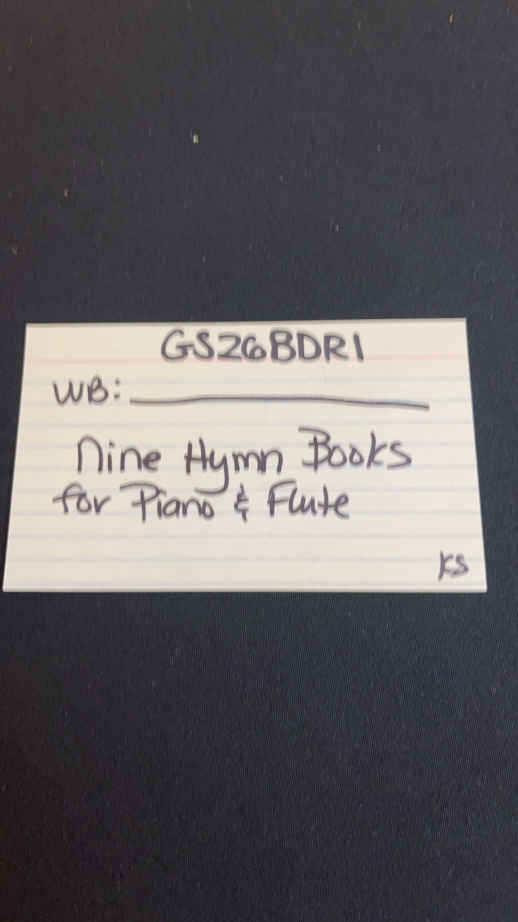 GS26BDR1
WB:
Nine Hymn Books
for Piano & Flute
KS